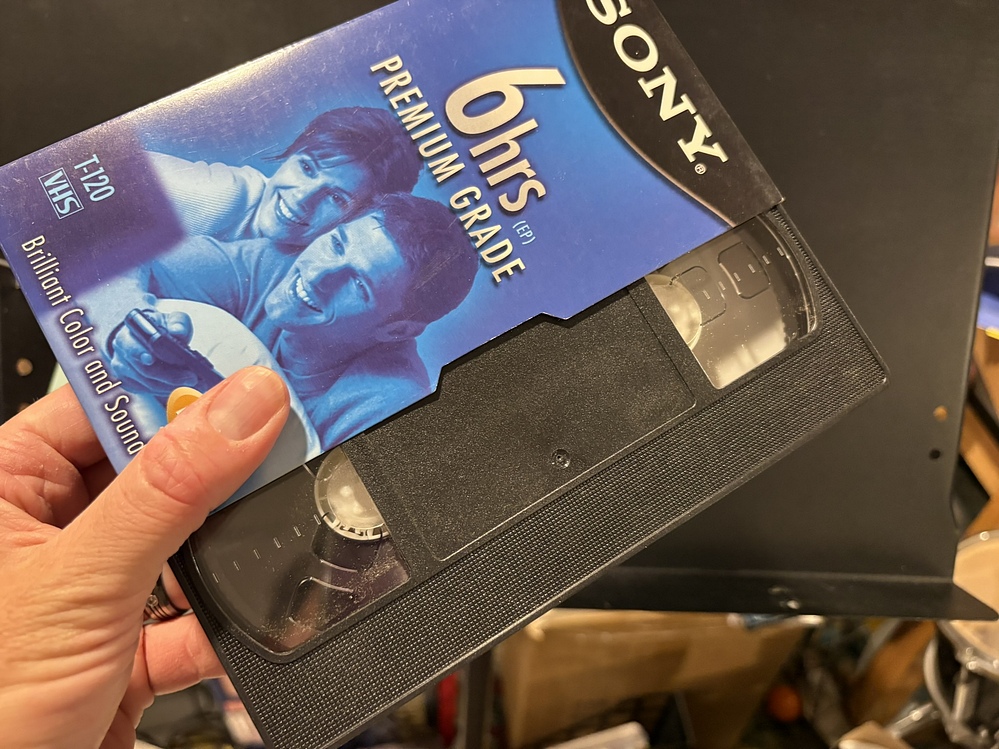 SONY®
6hrs (EP)
PREMIUM GRADE
T-120
VHS
Brilliant Color and Sound